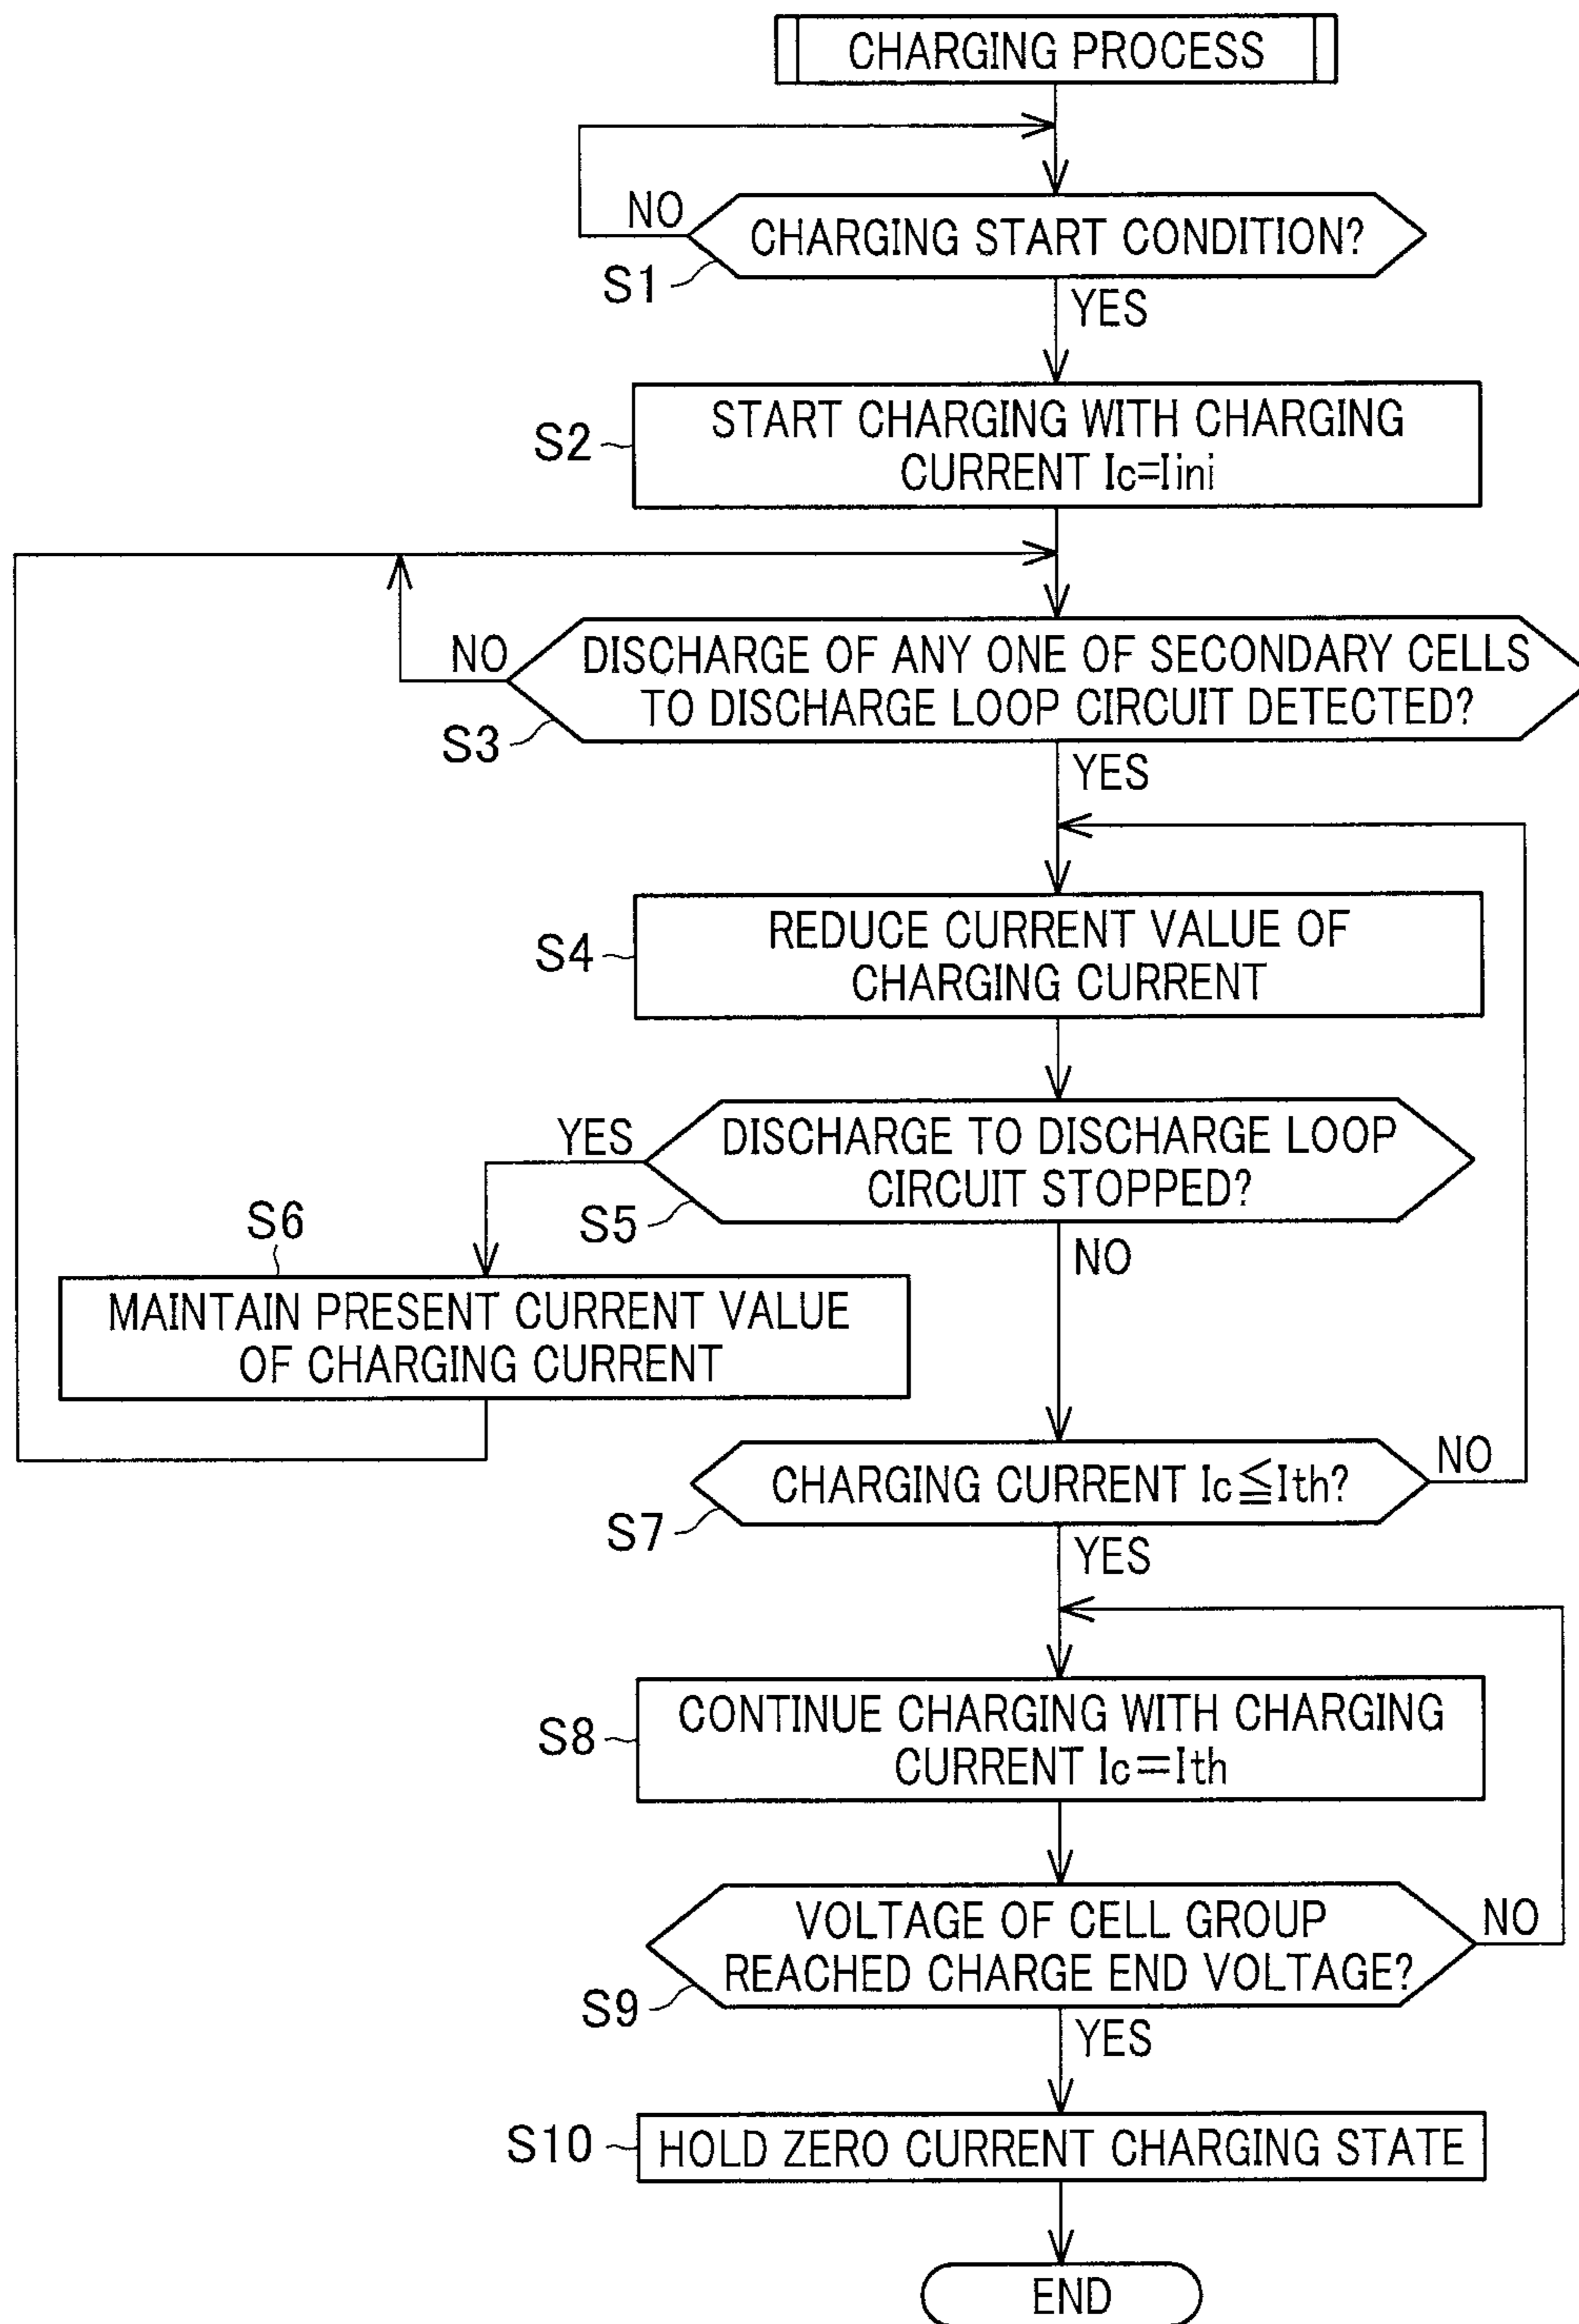 CHARGING PROCESS
NO
CHARGING START CONDITION?
S1
YES
START CHARGING WITH CHARGING
S2
CURRENT Ic=Iini
NO
DISCHARGE OF ANY ONE OF SECONDARY CELLS
TO DISCHARGE LOOP CIRCUIT DETECTED?
S3
YES
REDUCE CURRENT VALUE OF
S4
CHARGING CURRENT
YES
DISCHARGE TO DISCHARGE LOOP
CIRCUIT STOPPED?
S5
NO
S6
MAINTAIN PRESENT CURRENT VALUE
OF CHARGING CURRENT
CHARGING CURRENT Ic≦Ith?
NO
S7
YES
CONTINUE CHARGING WITH CHARGING
S8
CURRENT Ic=Ith
VOLTAGE OF CELL GROUP
NO
REACHED CHARGE END VOLTAGE?
S9
YES
S10
HOLD ZERO CURRENT CHARGING STATE
END